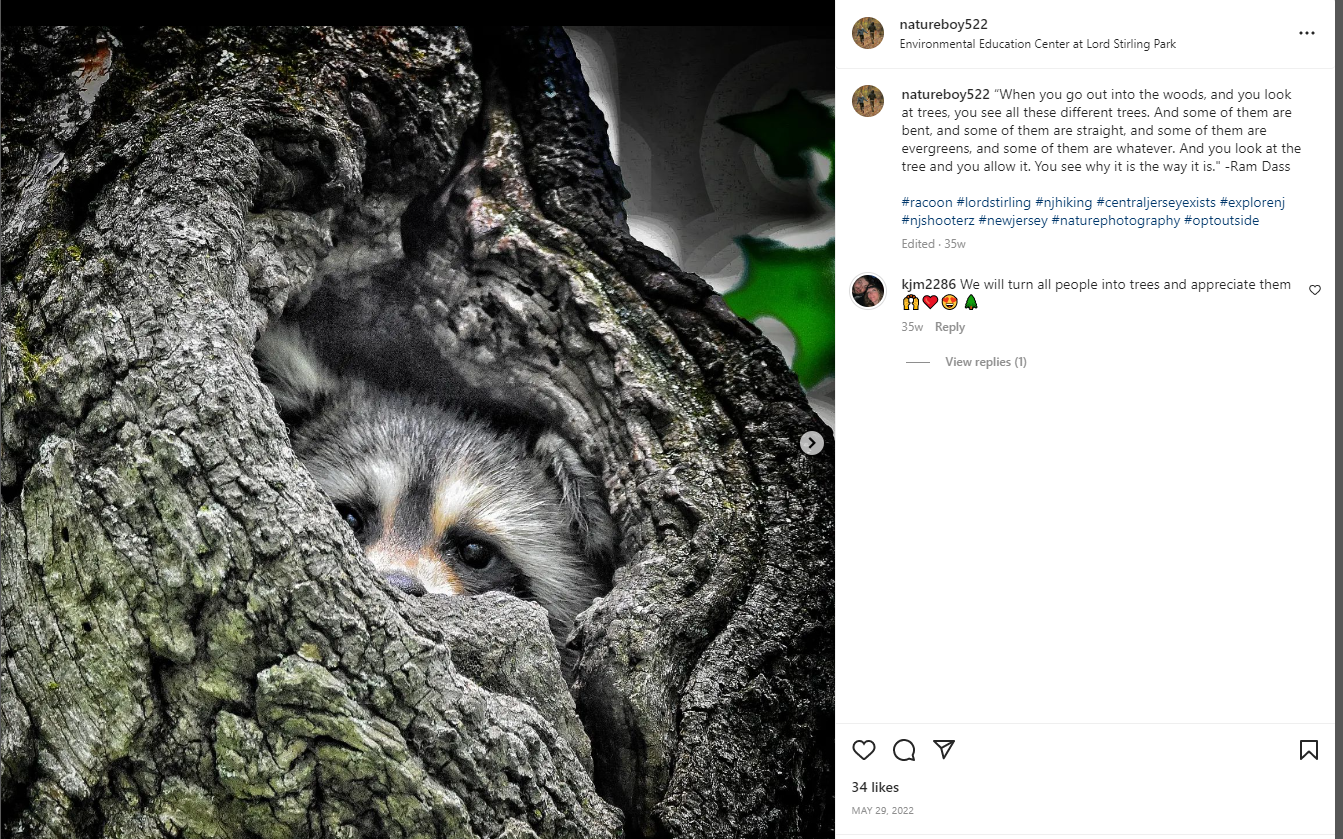 natureboy522
Environmental Education Center at Lord Stirling Park
natureboy522 “When you go out into the woods, and you look
at trees, you see all these different trees. And some of them are
bent, and some of them are straight, and some of them are
evergreens, and some of them are whatever. And you look at the
tree and you allow it. You see why it is the way it is." -Ram Dass
#racoon #lordstirling #njhiking #centraljerseyexists #explorenj
#njshooterz #newjersey #naturephotography #optoutside
Edited · 35w
kjm2286 We will turn all people into trees and appreciate them
35w Reply
View replies (1)
34 likes
MAY 29, 2022